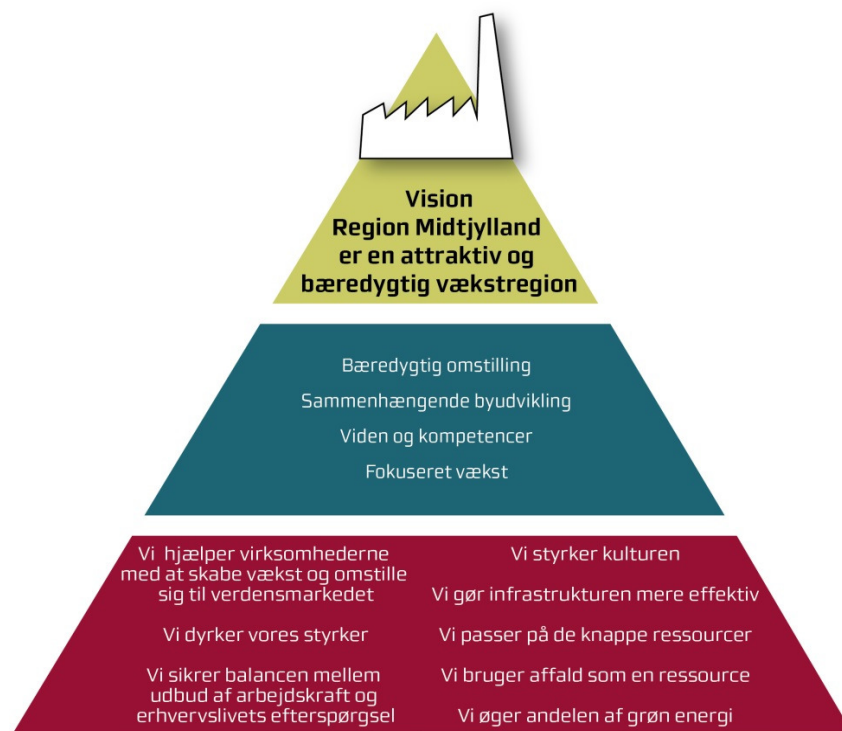 Vision
Region Midtjylland
er en attraktiv og
bæredygtig vækstregion
Bæredygtig omstilling
Sammenhængende byudvikling
Viden og kompetencer
Fokuseret vækst
Vi hjælper virksomhederne
med at skabe vækst og omstille
sig til verdensmarkedet
Vi dyrker vores styrker
Vi sikrer balancen mellem
udbud af arbejdskraft og
erhvervslivets efterspørgsel
Vi styrker kulturen
Vi gør infrastrukturen mere effektiv
Vi passer på de knappe ressourcer
Vi bruger affald som en ressource
Vi øger andelen af grøn energi